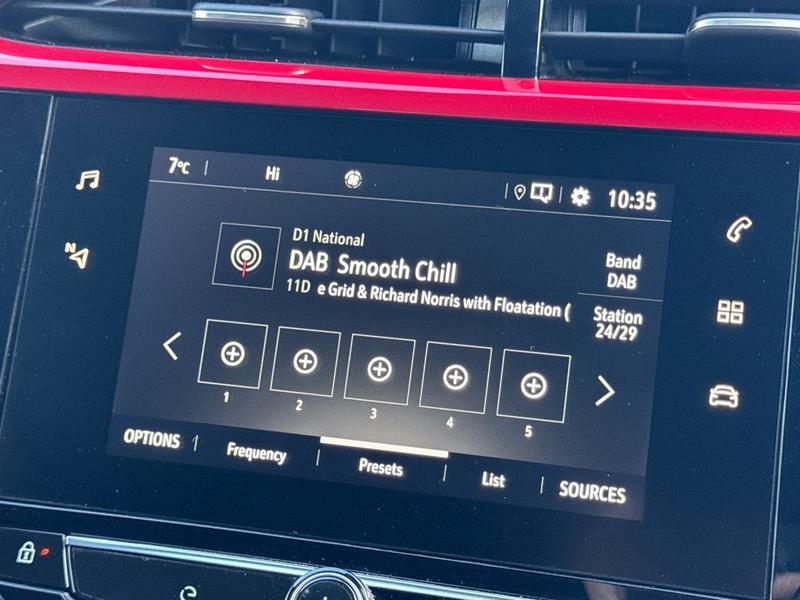 7°C
Hi
10:35
N
D1 National
DAB Smooth Chill
11D e Grid & Richard Norris with Floatation (
Band
DAB
Station
24/29
1
2
3
4
5
OPTIONS
Frequency
Presets
List
SOURCES